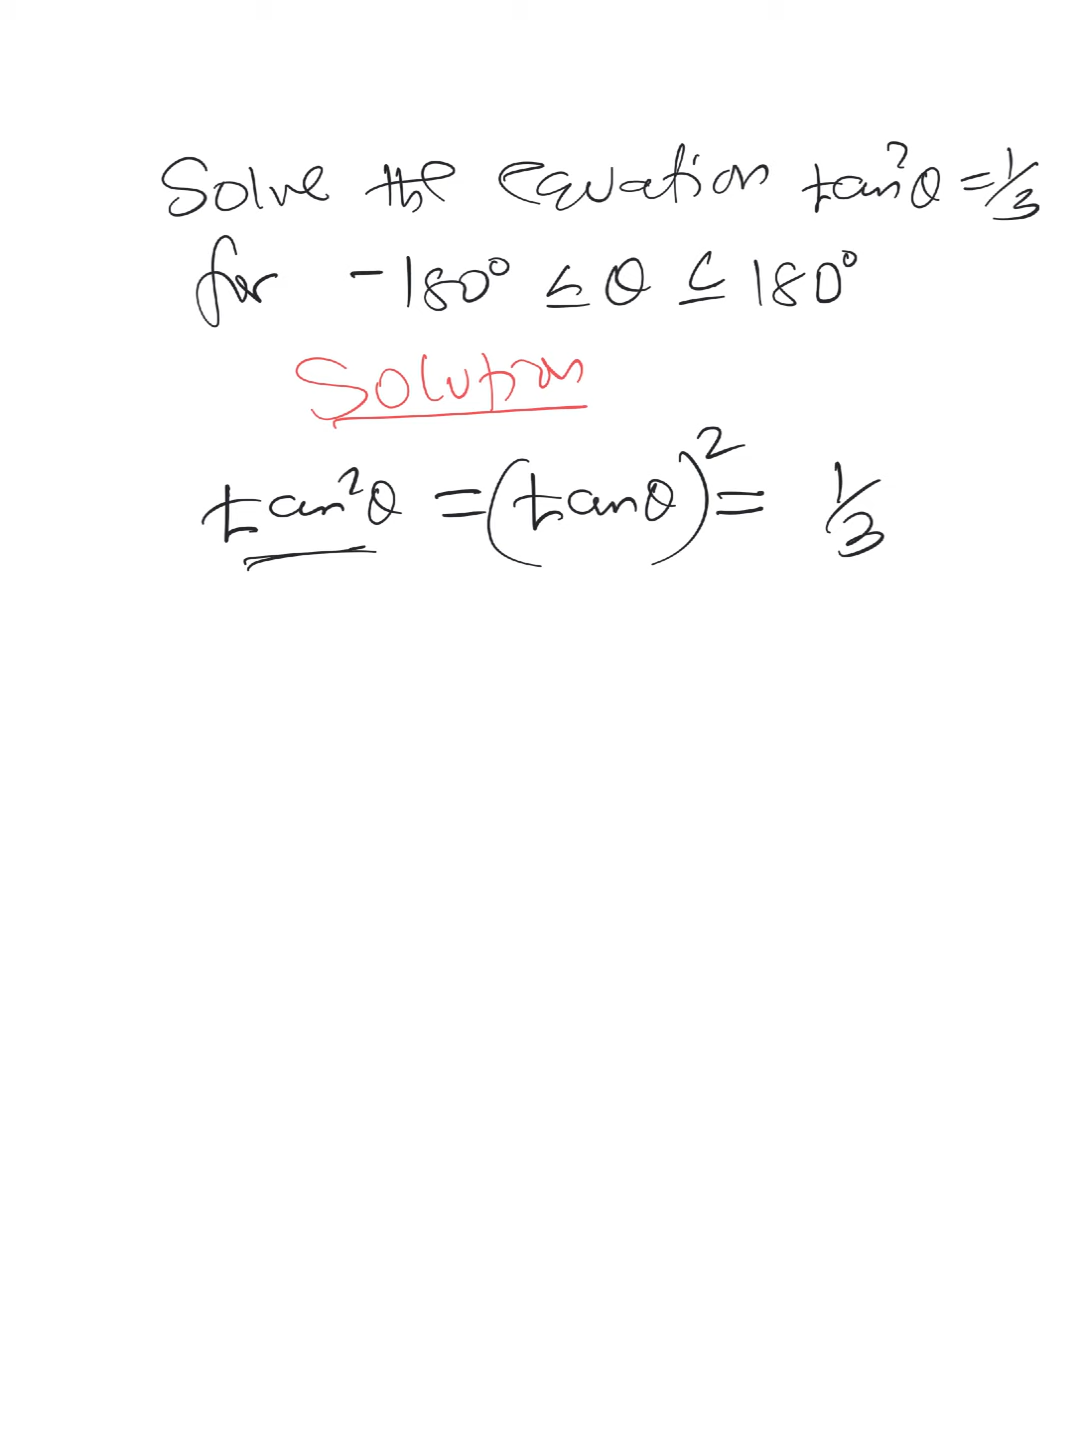 Solve the equation tan²θ = 1/3
for -180° ≤ θ ≤ 180°
Solution
tan²θ = (tanθ)² = 1/3